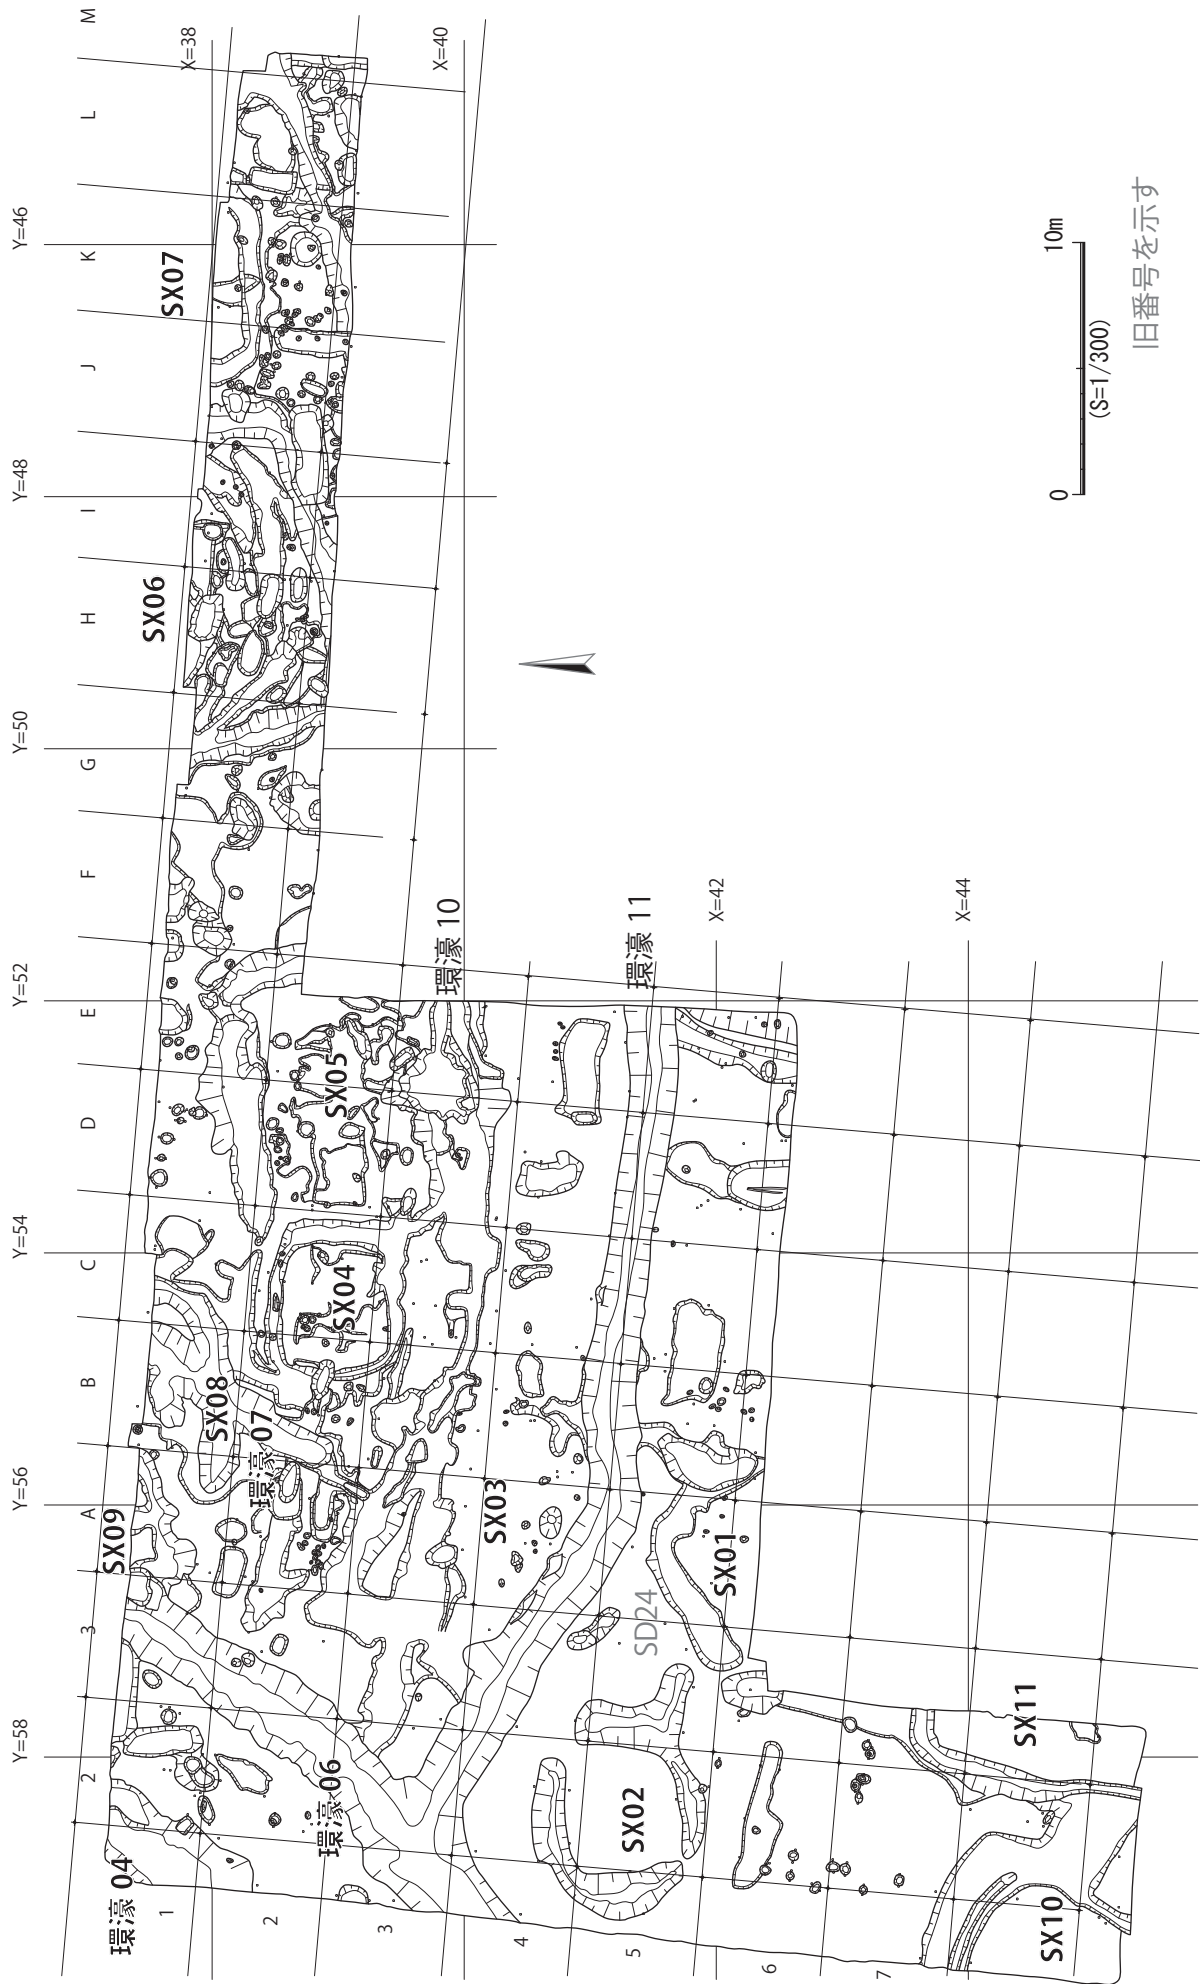 M
X=38
X=40
L
Y=46
K
SX07
J
Y=48
I
SX06
H
Y=50
G
F
10m
0
(S=1/300)
旧番号を示す
環濠 10
環濠 11
X=42
X=44
Y=52
E
SX05
D
Y=54
C
SX04
B
SX08
環濠 07
Y=56
A
SX09
SX03
SX01
SD24
3
Y=58
2
環濠 06
SX02
SX11
環濠 04
1
2
3
4
5
6
7
SX10